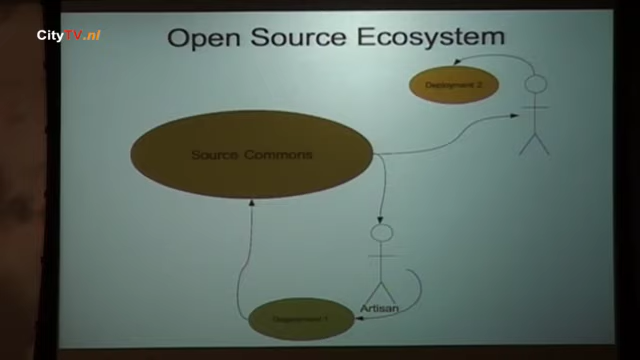 CityTV.nl
Open Source Ecosystem
Deployment 2
Source Commons
Artisan
Deployment 1